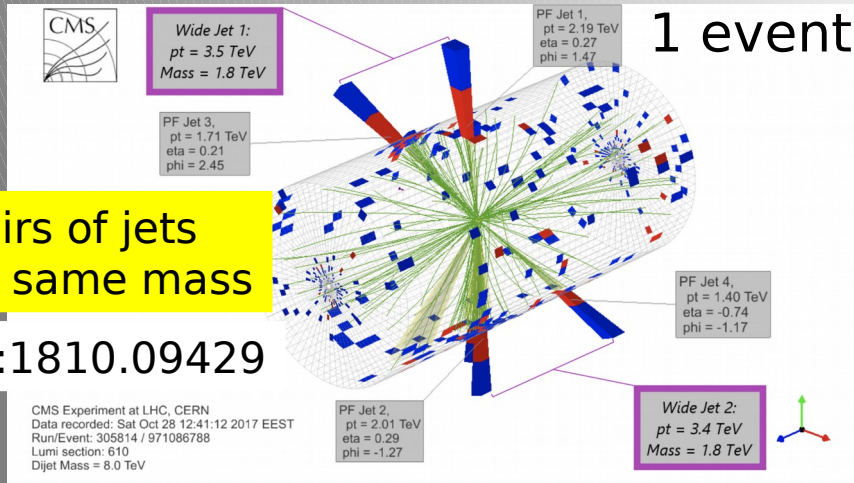 CMS
Wide Jet 1:
pt = 3.5 TeV
Mass = 1.8 TeV
PF Jet 1,
pt = 2.19 TeV
eta = 0.27
phi = 1.47
1 event
PF Jet 3,
pt = 1.71 TeV
eta = 0.21
phi = 2.45
irs of jets
same mass
:1810.09429
PF Jet 4,
pt = 1.40 TeV
eta = -0.74
phi = -1.17
CMS Experiment at LHC, CERN
Data recorded: Sat Oct 28 12:41:12 2017 EEST
Run/Event: 305814 / 971086788
Lumi section: 610
Dijet Mass = 8.0 TeV
PF Jet 2,
pt = 2.01 TeV
eta = 0.29
phi = -1.27
Wide Jet 2:
pt = 3.4 TeV
Mass = 1.8 TeV